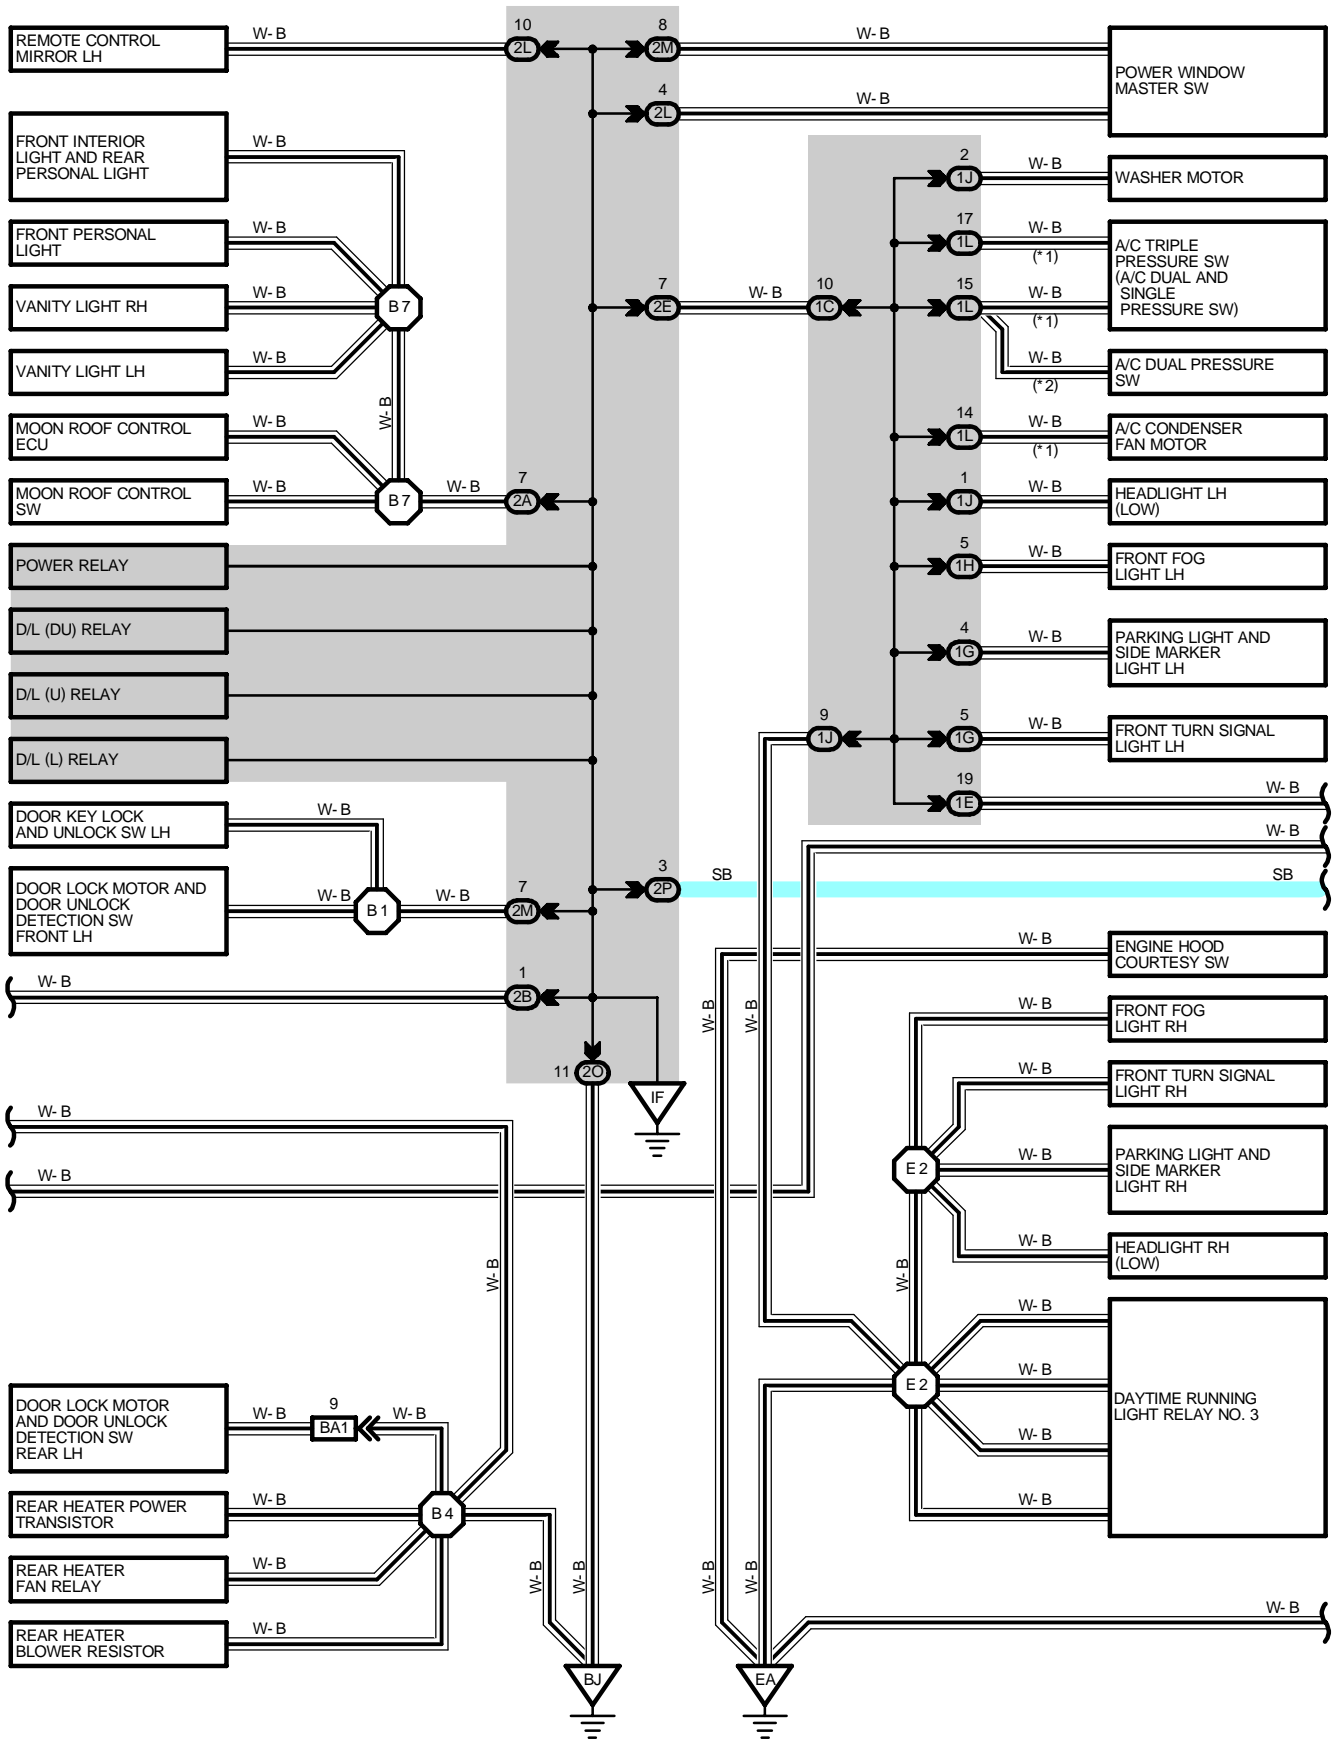 REMOTE CONTROL
MIRROR LH
W- B
10
2L
8
2M
W- B
POWER WINDOW
MASTER SW
4
2L
W- B
FRONT INTERIOR
LIGHT AND REAR
PERSONAL LIGHT
W- B
2
1J
W- B
WASHER MOTOR
FRONT PERSONAL
LIGHT
W- B
17
1L
W- B
(*1)
A/C TRIPLE
PRESSURE SW
(A/C DUAL AND
SINGLE
PRESSURE SW)
VANITY LIGHT RH
W- B
B 7
7
2E
W- B
10
1C
15
1L
W- B
(*1)
VANITY LIGHT LH
W- B
W- B
(*2)
A/C DUAL PRESSURE
SW
W- B
MOON ROOF CONTROL
ECU
W- B
14
1L
W- B
(*1)
A/C CONDENSER
FAN MOTOR
MOON ROOF CONTROL
SW
W- B
B 7
W- B
7
2A
1
1J
W- B
HEADLIGHT LH
(LOW)
POWER RELAY
5
1H
W- B
FRONT FOG
LIGHT LH
D/L (DU) RELAY
4
1G
W- B
PARKING LIGHT AND
SIDE MARKER
LIGHT LH
D/L (U) RELAY
9
1J
5
1G
W- B
FRONT TURN SIGNAL
LIGHT LH
D/L (L) RELAY
19
1E
W- B
DOOR KEY LOCK
AND UNLOCK SW LH
W- B
W- B
3
2P
SB
SB
DOOR LOCK MOTOR AND
DOOR UNLOCK
DETECTION SW
FRONT LH
W- B
B 1
W- B
7
2M
W- B
ENGINE HOOD
COURTESY SW
W- B
1
2B
W- B
W- B
W- B
FRONT FOG
LIGHT RH
11
2O
IF
W- B
FRONT TURN SIGNAL
LIGHT RH
W- B
E 2
W- B
PARKING LIGHT AND
SIDE MARKER
LIGHT RH
W- B
W- B
W- B
W- B
HEADLIGHT RH
(LOW)
W- B
W- B
E 2
W- B
W- B
DAYTIME RUNNING
LIGHT RELAY NO. 3
DOOR LOCK MOTOR
AND DOOR UNLOCK
DETECTION SW
REAR LH
W- B
9
BA1
W- B
REAR HEATER POWER
TRANSISTOR
W- B
B 4
REAR HEATER
FAN RELAY
W- B
W- B
W- B
W- B
W- B
REAR HEATER
BLOWER RESISTOR
W- B
W- B
BJ
EA